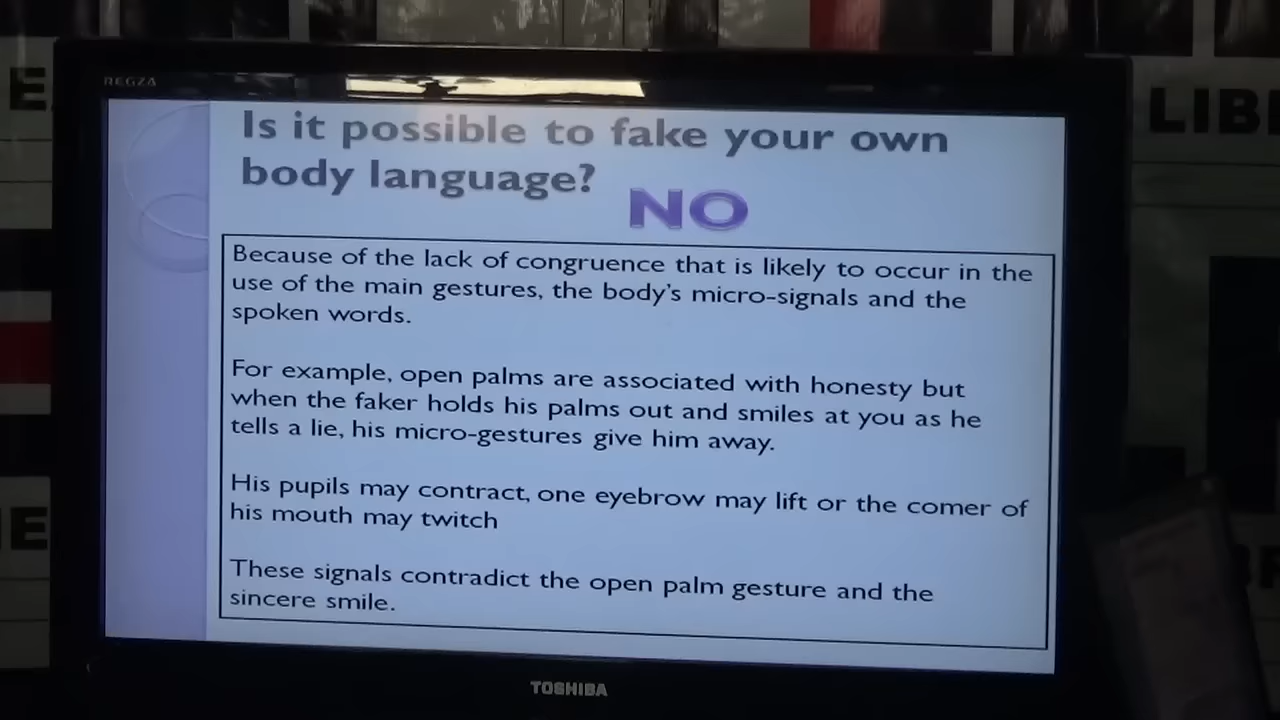 REGZA
Is it possible to fake your own
body language?
NO
Because of the lack of congruence that is likely to occur in the
use of the main gestures, the body's micro-signals and the
spoken words.
For example, open palms are associated with honesty but
when the faker holds his palms out and smiles at you as he
tells a lie, his micro-gestures give him away.
His pupils may contract, one eyebrow may lift or the comer of
his mouth may twitch
These signals contradict the open palm gesture and the
sincere smile.
TOSHIBA
LIB